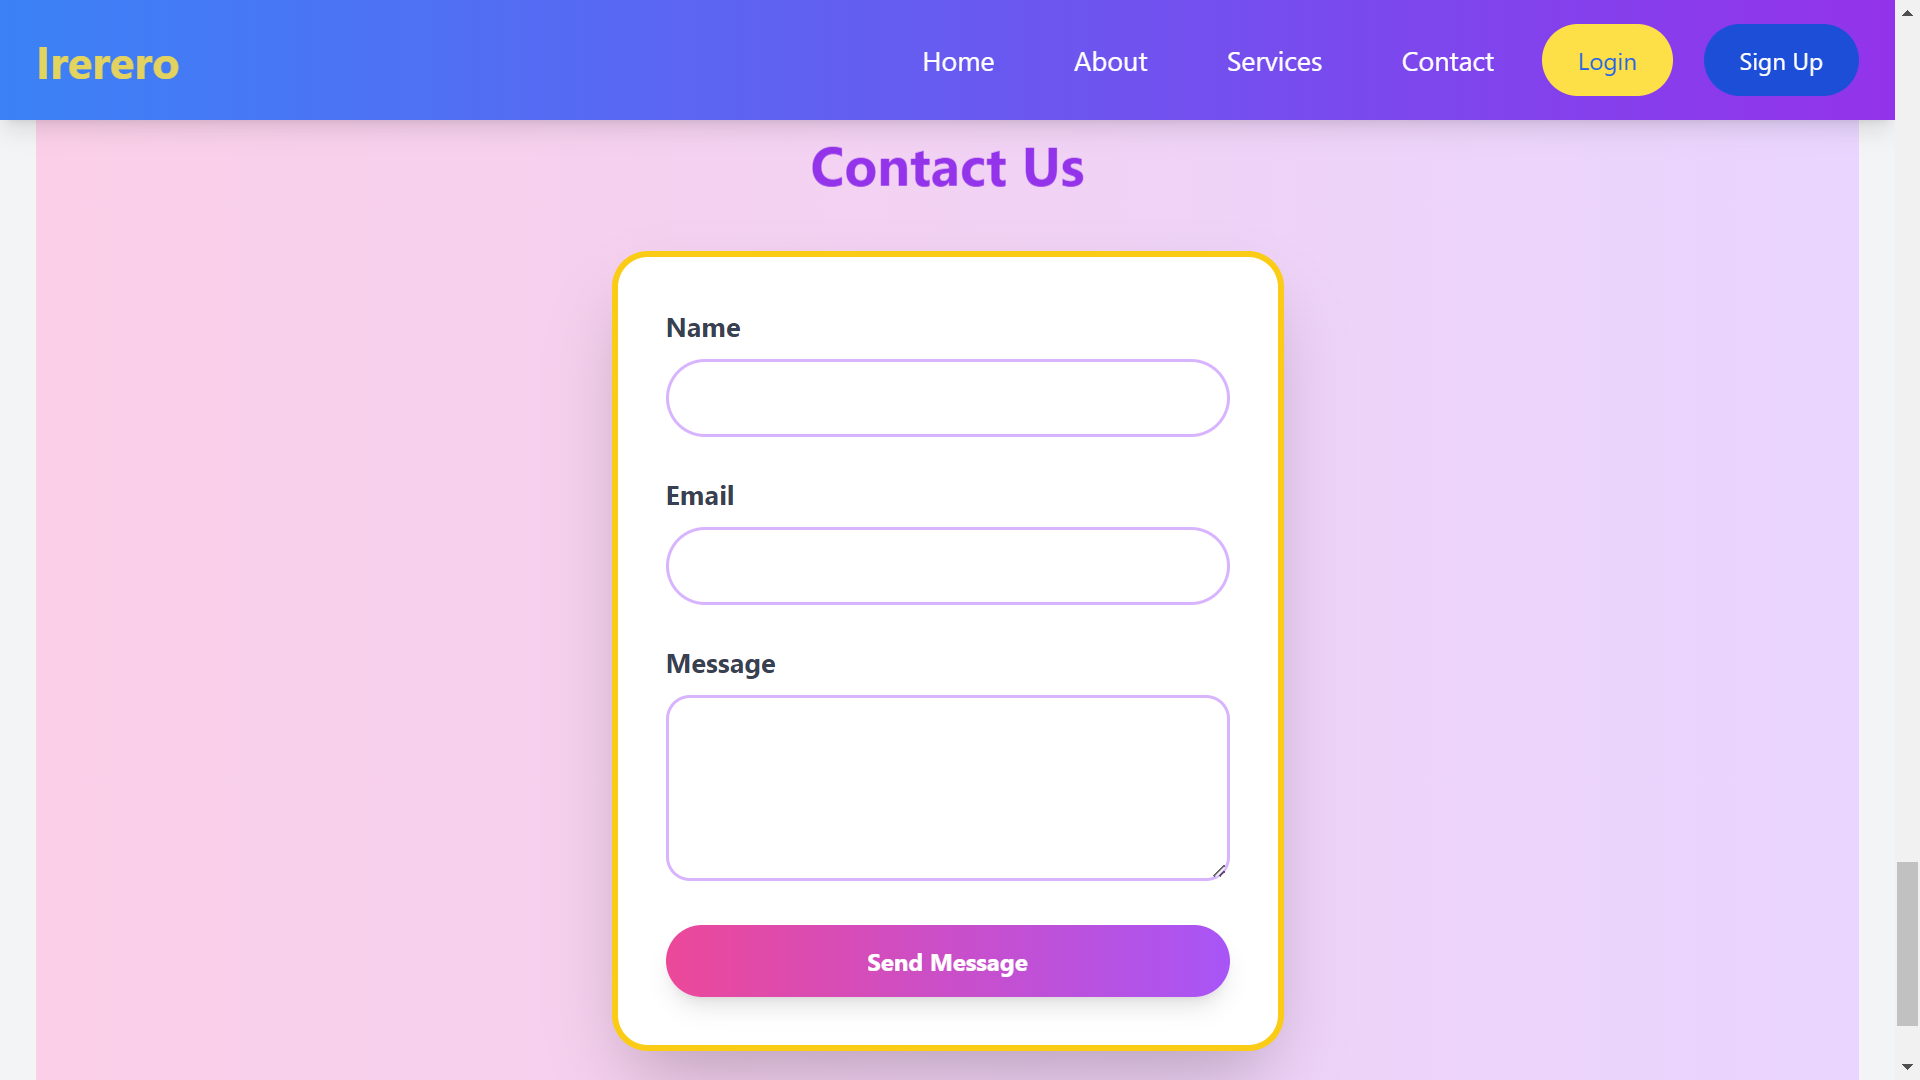 Irerero
Home
About
Services
Contact
Login
Sign Up
Contact Us
Name
Email
Message
Send Message